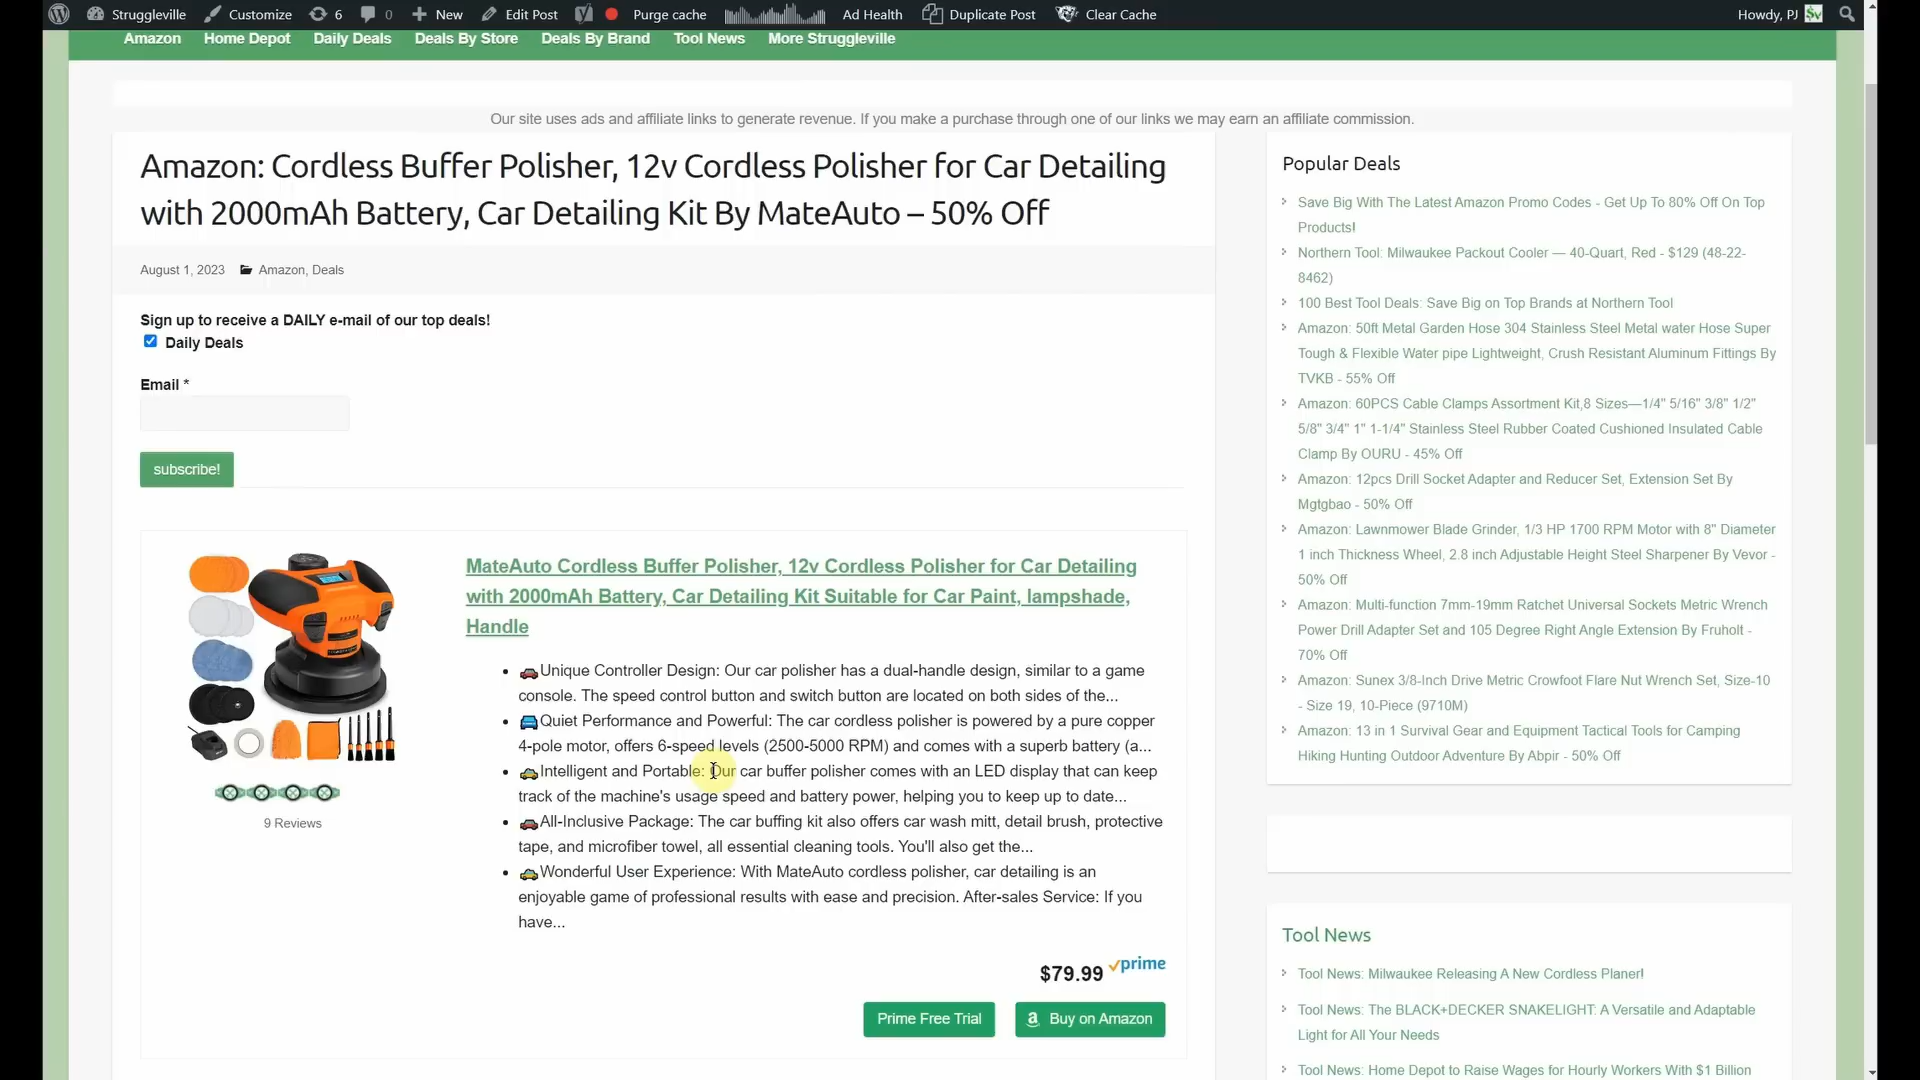 Struggleville Customize 6 0 New Edit Post Purge cache Ad Health Duplicate Post Clear Cache Howdy, PJ
Amazon Home Depot Daily Deals Deals By Store Deals By Brand Tool News More Struggleville
Our site uses ads and affiliate links to generate revenue. If you make a purchase through one of our links we may earn an affiliate commission.
Amazon: Cordless Buffer Polisher, 12v Cordless Polisher for Car Detailing
with 2000mAh Battery, Car Detailing Kit By MateAuto – 50% Off
August 1, 2023 Amazon, Deals
Sign up to receive a DAILY e-mail of our top deals!
Daily Deals
Email *
subscribe!
MateAuto Cordless Buffer Polisher, 12v Cordless Polisher for Car Detailing
with 2000mAh Battery, Car Detailing Kit Suitable for Car Paint, lampshade,
Handle
Unique Controller Design: Our car polisher has a dual-handle design, similar to a game
console. The speed control button and switch button are located on both sides of the...
Quiet Performance and Powerful: The car cordless polisher is powered by a pure copper
4-pole motor, offers 6-speed levels (2500-5000 RPM) and comes with a superb battery (a...
Intelligent and Portable: Our car buffer polisher comes with an LED display that can keep
track of the machine's usage speed and battery power, helping you to keep up to date...
All-Inclusive Package: The car buffing kit also offers car wash mitt, detail brush, protective
tape, and microfiber towel, all essential cleaning tools. You'll also get the...
Wonderful User Experience: With MateAuto cordless polisher, car detailing is an
enjoyable game of professional results with ease and precision. After-sales Service: If you
have...
9 Reviews
$79.99 prime
Prime Free Trial Buy on Amazon
Popular Deals
Save Big With The Latest Amazon Promo Codes - Get Up To 80% Off On Top
Products!
Northern Tool: Milwaukee Packout Cooler — 40-Quart, Red - $129 (48-22-
8462)
100 Best Tool Deals: Save Big on Top Brands at Northern Tool
Amazon: 50ft Metal Garden Hose 304 Stainless Steel Metal water Hose Super
Tough & Flexible Water pipe Lightweight, Crush Resistant Aluminum Fittings By
TVKB - 55% Off
Amazon: 60PCS Cable Clamps Assortment Kit,8 Sizes—1/4" 5/16" 3/8" 1/2"
5/8" 3/4" 1" 1-1/4" Stainless Steel Rubber Coated Cushioned Insulated Cable
Clamp By OURU - 45% Off
Amazon: 12pcs Drill Socket Adapter and Reducer Set, Extension Set By
Mgtgbao - 50% Off
Amazon: Lawnmower Blade Grinder, 1/3 HP 1700 RPM Motor with 8" Diameter
1 inch Thickness Wheel, 2.8 inch Adjustable Height Steel Sharpener By Vevor -
50% Off
Amazon: Multi-function 7mm-19mm Ratchet Universal Sockets Metric Wrench
Power Drill Adapter Set and 105 Degree Right Angle Extension By Fruholt -
70% Off
Amazon: Sunex 3/8-Inch Drive Metric Crowfoot Flare Nut Wrench Set, Size-10
- Size 19, 10-Piece (9710M)
Amazon: 13 in 1 Survival Gear and Equipment Tactical Tools for Camping
Hiking Hunting Outdoor Adventure By Abpir - 50% Off
Tool News
Tool News: Milwaukee Releasing A New Cordless Planer!
Tool News: The BLACK+DECKER SNAKELIGHT: A Versatile and Adaptable
Light for All Your Needs
Tool News: Home Depot to Raise Wages for Hourly Workers With $1 Billion